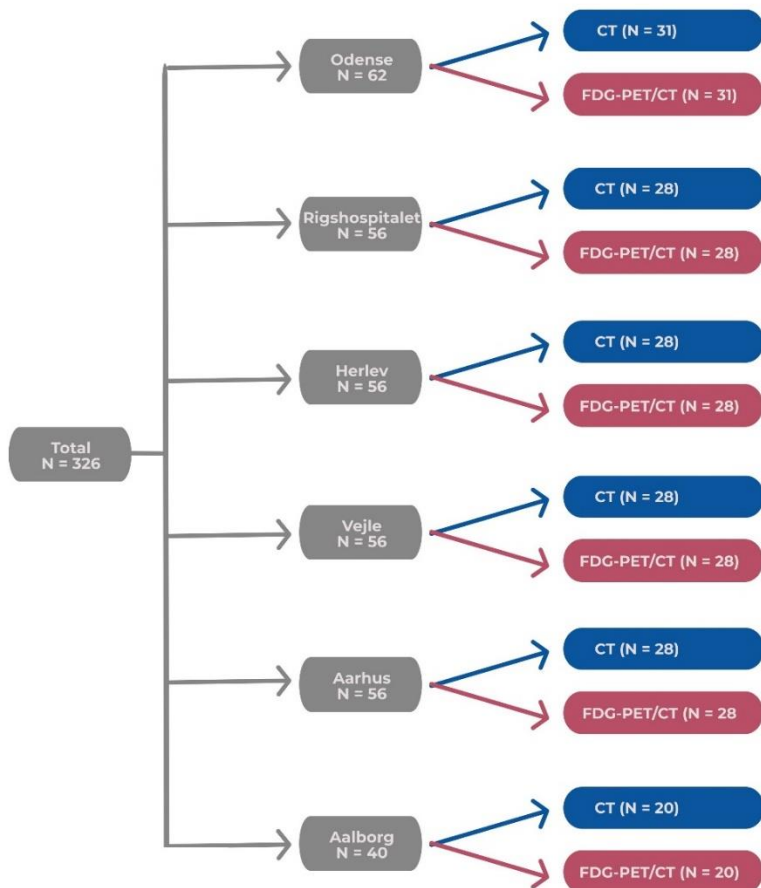 Odense
N = 62
CT (N = 31)
FDG-PET/CT (N = 31)
Rigshospitalet
N = 56
CT (N = 28)
FDG-PET/CT (N = 28)
Herlev
N = 56
CT (N = 28)
FDG-PET/CT (N = 28)
Total
N = 326
Vejle
N = 56
CT (N = 28)
FDG-PET/CT (N = 28)
Aarhus
N = 56
CT (N = 28)
FDG-PET/CT (N = 28
Aalborg
N = 40
CT (N = 20)
FDG-PET/CT (N = 20)